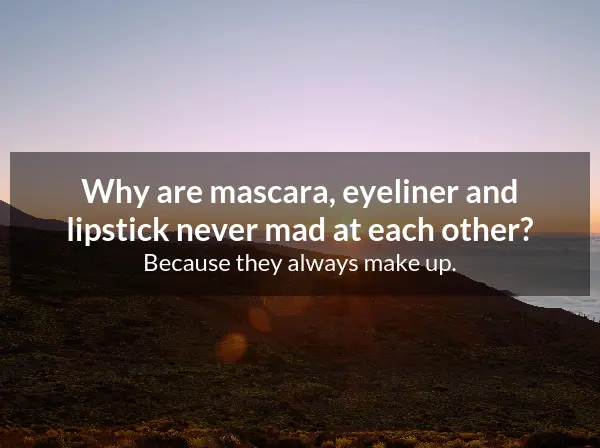 Why are mascara, eyeliner and
lipstick never mad at each other?
Because they always make up.